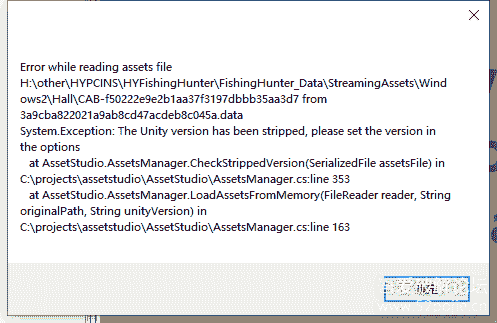 Error while reading assets file
H:\other\HYPCINS\HYFishingHunter\FishingHunter_Data\StreamingAssets\Wind
ows2\Hall\CAB-f50222e9e2b1aa37f3197dbbb35aa3d7 from
3a9cba822021a9ab8cd47acdeb8c045a.data
System.Exception: The Unity version has been stripped, please set the version in
the options
at AssetStudio.AssetsManager.CheckStrippedVersion(SerializedFile assetsFile) in
C:\projects\assetstudio\AssetStudio\AssetsManager.cs:line 353
at AssetStudio.AssetsManager.LoadAssetsFromMemory(FileReader reader, String
originalPath, String unityVersion) in
C:\projects\assetstudio\AssetStudio\AssetsManager.cs:line 163